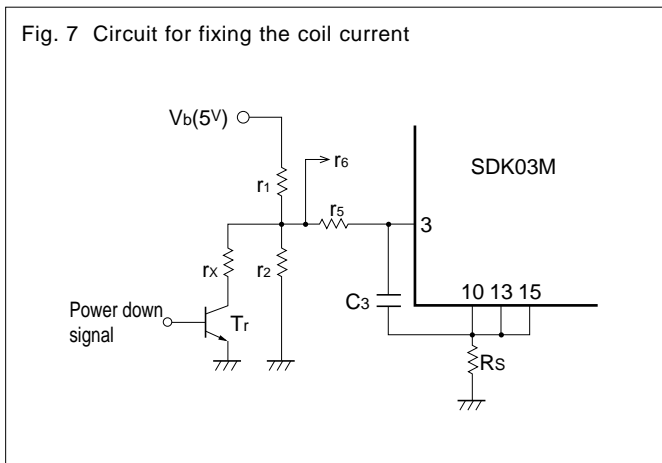 Fig. 7 Circuit for fixing the coil current
Vb(5V)
r6
SDK03M
r1
r5
3
rX
r2
C3
10 13 15
Power down
signal
Tr
RS